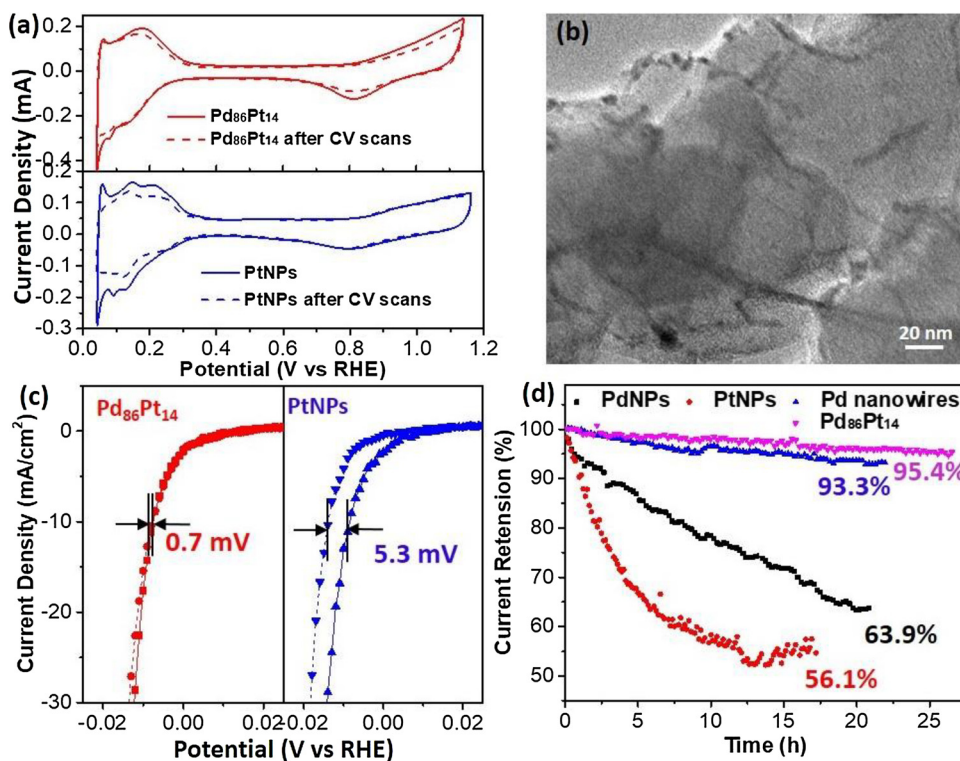 (a)
Current Density (mA)
0.2
0.0
-0.2
-0.4
0.2
0.1
0.0
-0.1
-0.2
-0.3
Pd₈₆Pt₁₄
Pd₈₆Pt₁₄ after CV scans
PtNPs
PtNPs after CV scans
0.0 0.2 0.4 0.6 0.8 1.0 1.2
Potential (V vs RHE)
(b)
20 nm
(c)
Current Density (mA/cm²)
0
-10
-20
-30
Pd₈₆Pt₁₄
0.7 mV
PtNPs
5.3 mV
-0.02 0.00 0.02 -0.02 0.00 0.02
Potential (V vs RHE)
(d)
PdNPs PtNPs Pd nanowires
Pd₈₆Pt₁₄
Current Retension (%)
100
90
80
70
60
50
95.4%
93.3%
63.9%
56.1%
0 5 10 15 20 25
Time (h)